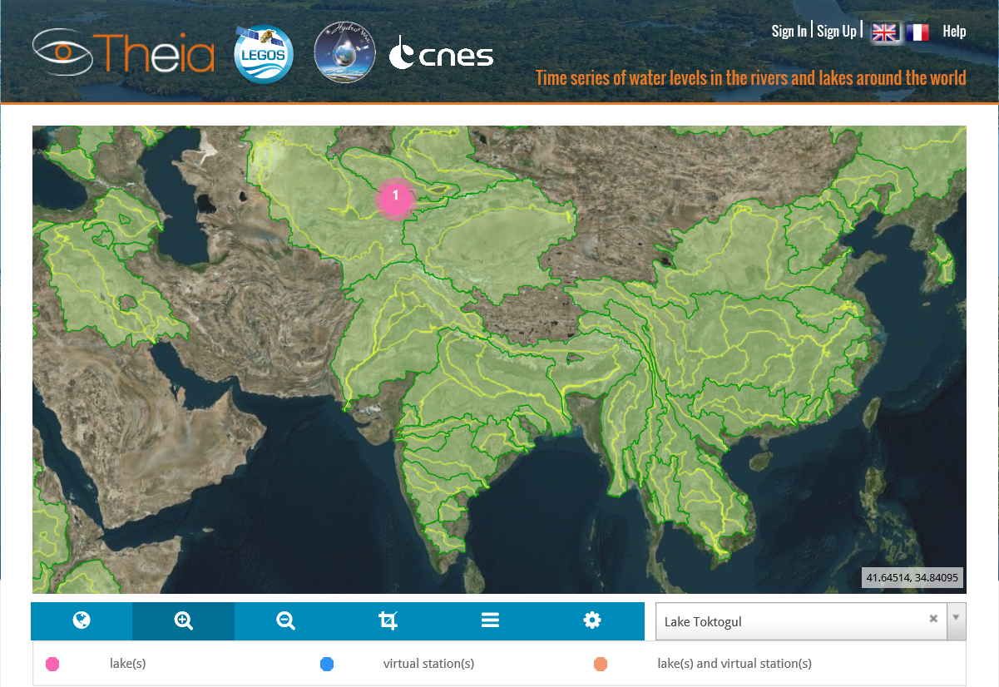 Theia
LEGOS
HydroWeb
cnes
Sign In | Sign Up | Help
Time series of water levels in the rivers and lakes around the world
1
41.64514, 34.84095
Lake Toktogul
lake(s)
virtual station(s)
lake(s) and virtual station(s)